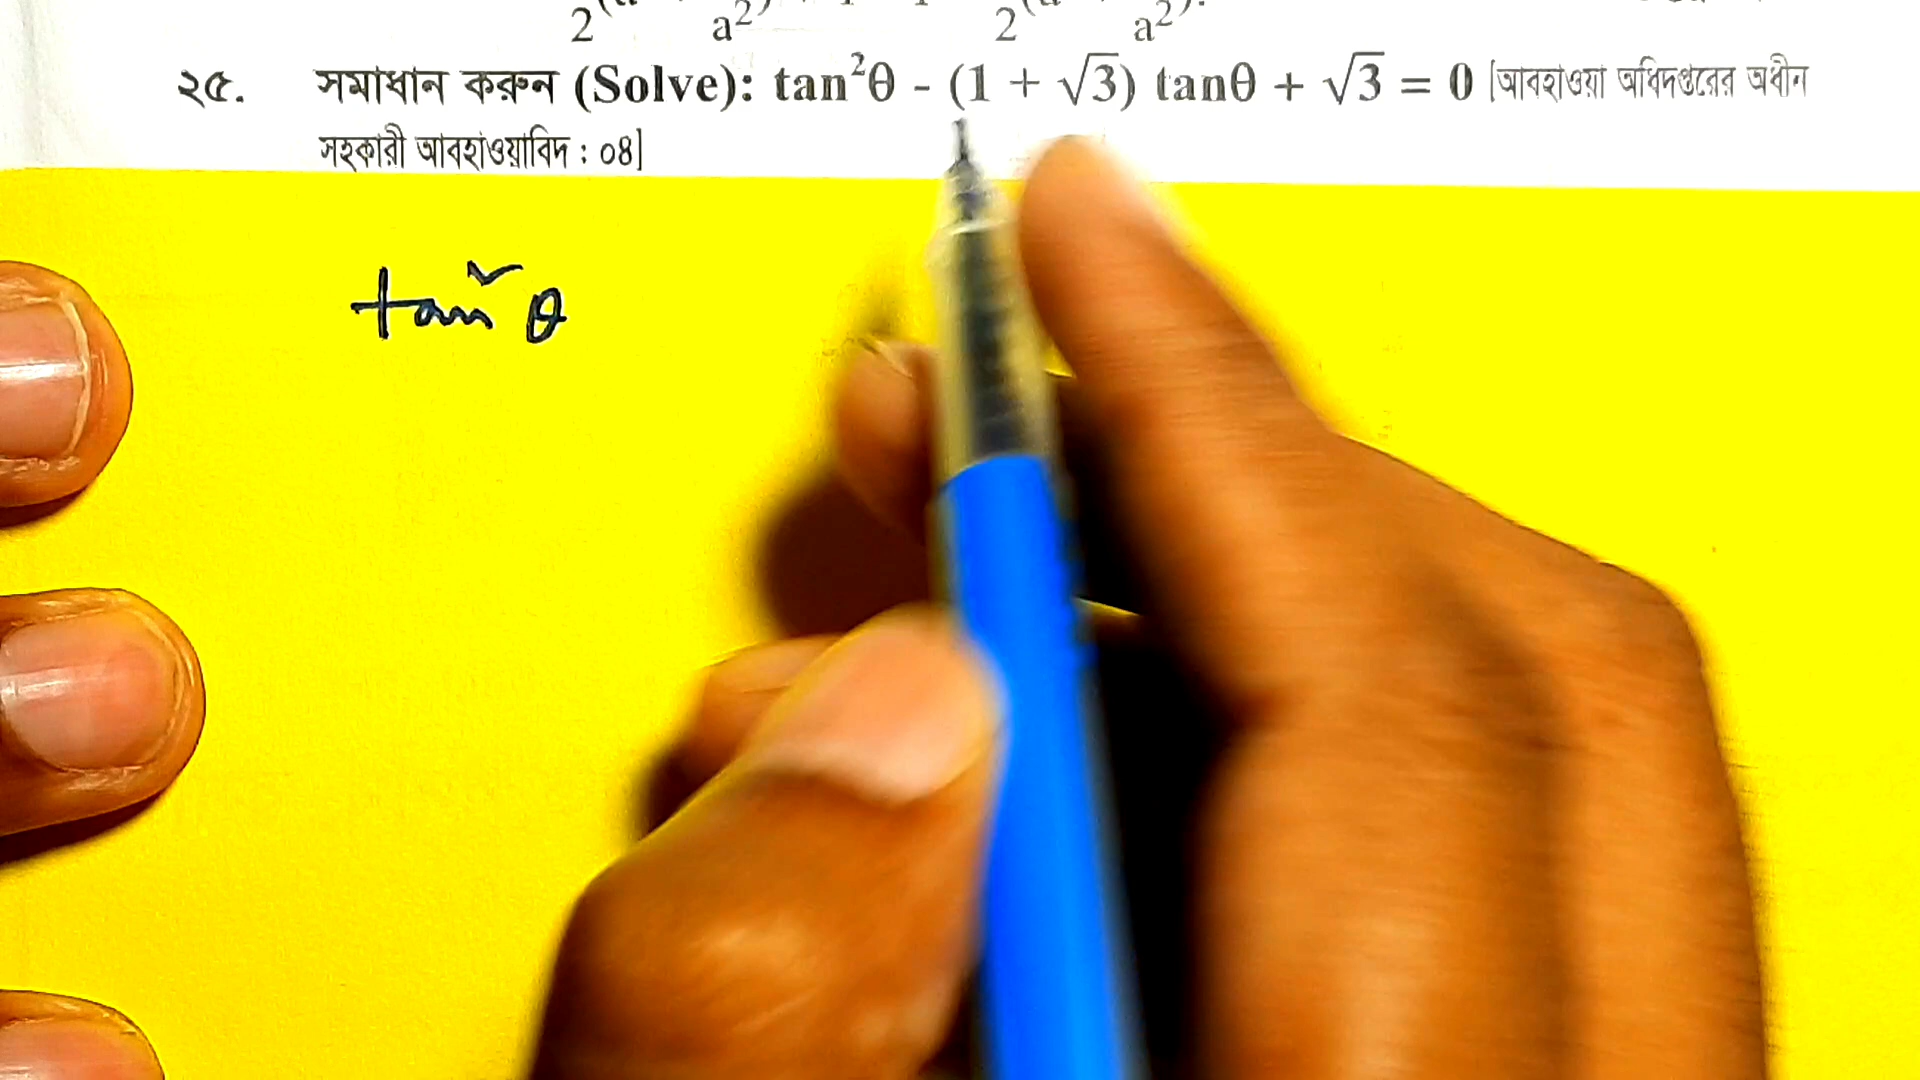 ২৫. সমাধান করুন (Solve): tan²θ - (1 + √3) tanθ + √3 = 0 [আবহাওয়া অধিদপ্তরের অধীন
সহকারী আবহাওয়াবিদ : ০৪]
tan˅ θ